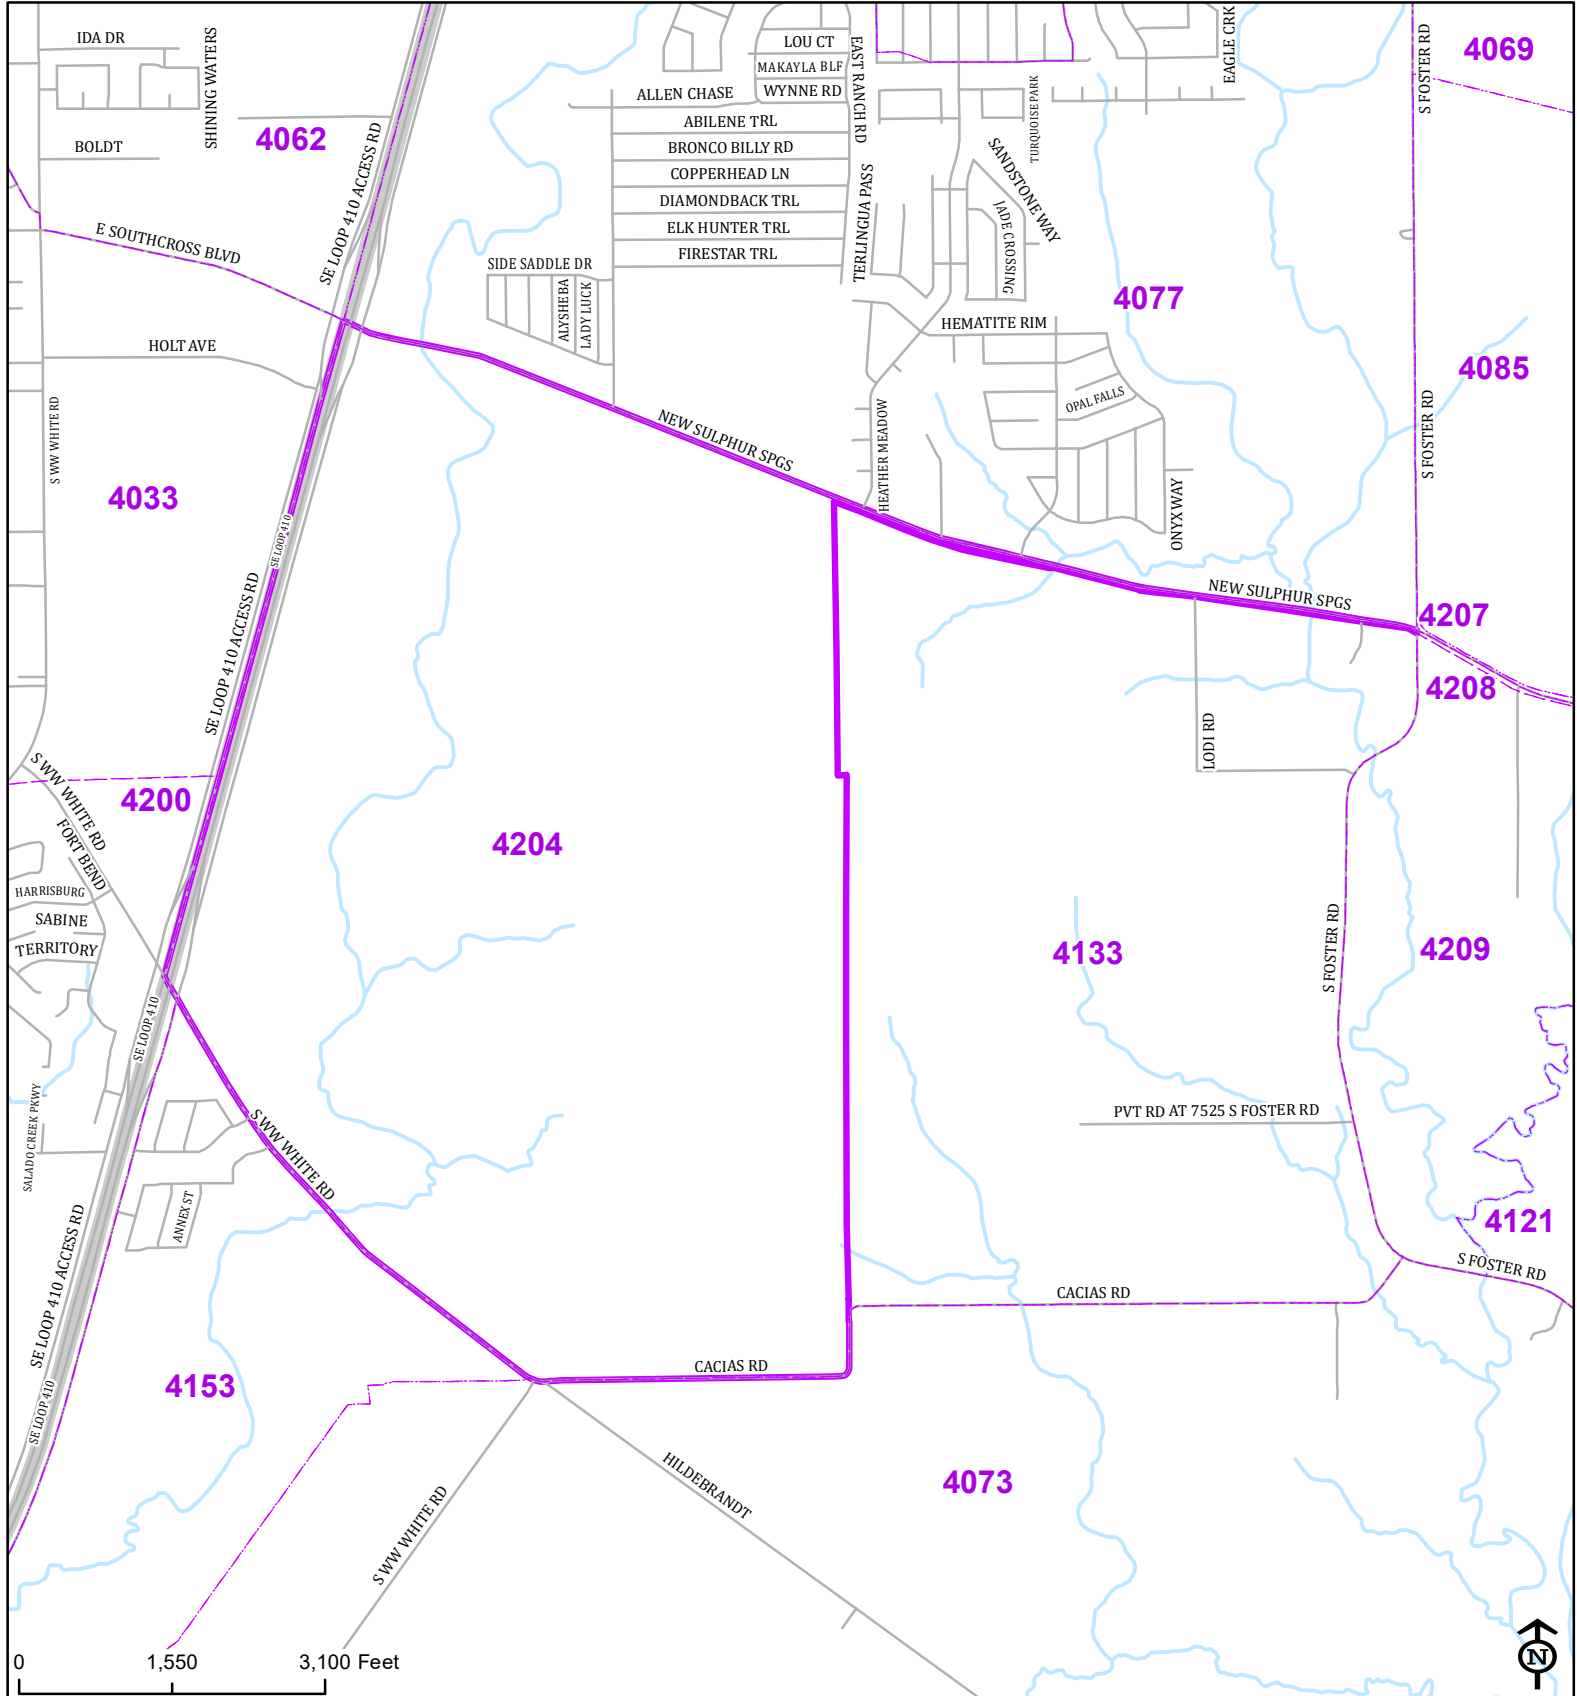 IDA DR
SHINING WATERS
BOLDT
4062
SE LOOP 410 ACCESS RD
E SOUTHCROSS BLVD
HOLT AVE
S WW WHITE RD
4033
LOU CT
MAKAYLA BLF
WYNNE RD
ALLEN CHASE
EAST RANCH RD
ABILENE TRL
BRONCO BILLY RD
COPPERHEAD LN
DIAMONDBACK TRL
ELK HUNTER TRL
FIRESTAR TRL
TERLINGUA PASS
SIDE SADDLE DR
ALYSHEBA
LADY LUCK
EAGLE CRK
TURQUOISE PARK
SANDSTONE WAY
JADE CROSSING
HEMATITE RIM
4077
S FOSTER RD
4069
4085
S FOSTER RD
OPAL FALLS
HEATHER MEADOW
ONYX WAY
NEW SULPHUR SPGS
NEW SULPHUR SPGS
4207
4208
SE LOOP 410
SE LOOP 410 ACCESS RD
S WW WHITE RD
4200
FORT BEND
HARRISBURG
SABINE
TERRITORY
4204
LODI RD
S FOSTER RD
4133
4209
SE LOOP 410
SALADO CREEK PKWY
S WW WHITE RD
ANNEX ST
PVT RD AT 7525 S FOSTER RD
4121
S FOSTER RD
CACIAS RD
SE LOOP 410 ACCESS RD
SE LOOP 410
4153
CACIAS RD
4073
HILDEBRANDT
S WW WHITE RD
0 1,550 3,100 Feet
N